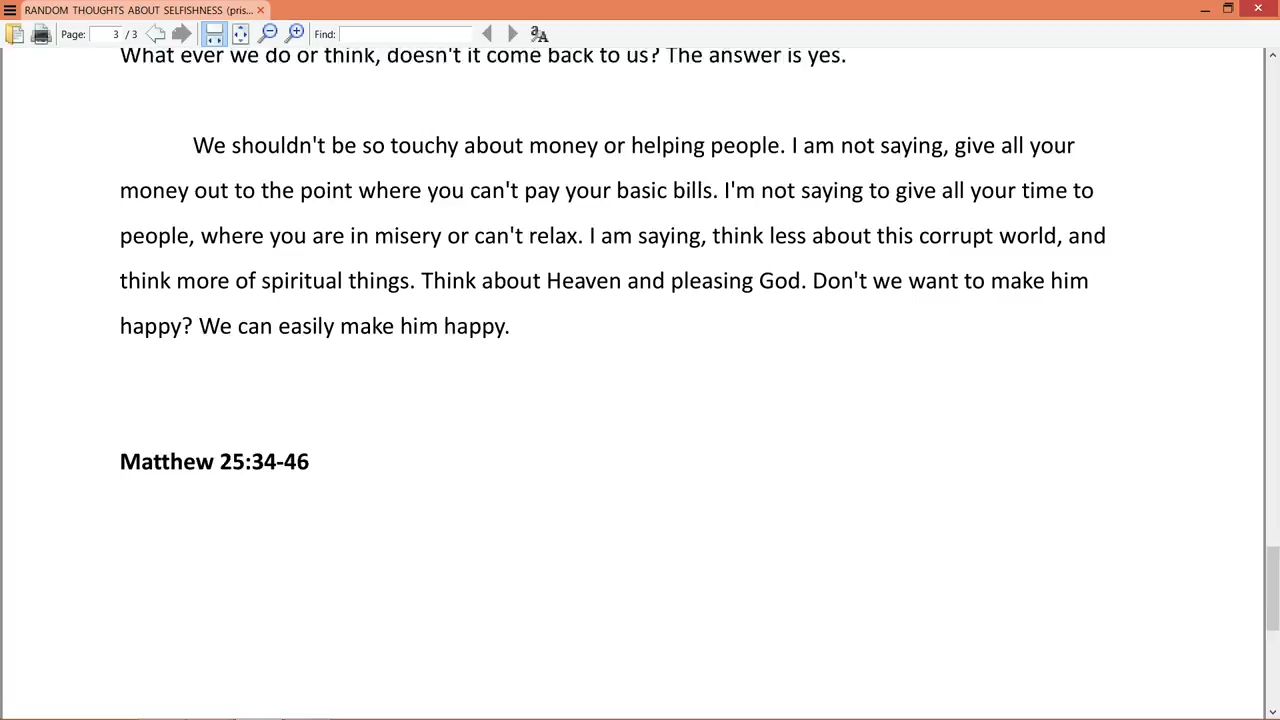 RANDOM THOUGHTS ABOUT SELFISHNESS (pris...
Page: 3 / 3 Find:
What ever we do or think, doesn't it come back to us? The answer is yes.
We shouldn't be so touchy about money or helping people. I am not saying, give all your
money out to the point where you can't pay your basic bills. I'm not saying to give all your time to
people, where you are in misery or can't relax. I am saying, think less about this corrupt world, and
think more of spiritual things. Think about Heaven and pleasing God. Don't we want to make him
happy? We can easily make him happy.
Matthew 25:34-46